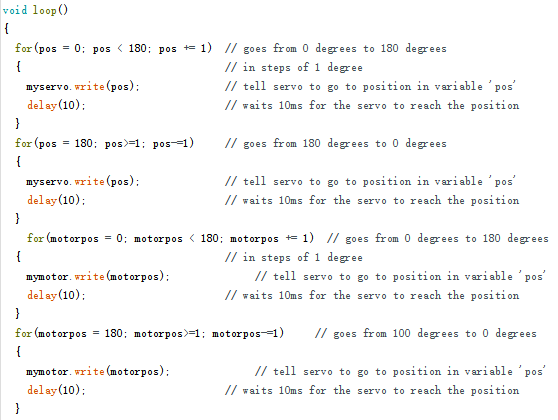 void loop()
{
for(pos = 0; pos < 180; pos += 1)  // goes from 0 degrees to 180 degrees
{                                  // in steps of 1 degree
myservo.write(pos);              // tell servo to go to position in variable 'pos'
delay(10);                       // waits 10ms for the servo to reach the position
}
for(pos = 180; pos>=1; pos-=1)     // goes from 180 degrees to 0 degrees
{
myservo.write(pos);              // tell servo to go to position in variable 'pos'
delay(10);                       // waits 10ms for the servo to reach the position
}
for(motorpos = 0; motorpos < 180; motorpos += 1)  // goes from 0 degrees to 180 degrees
{                                  // in steps of 1 degree
mymotor.write(motorpos);              // tell servo to go to position in variable 'pos'
delay(10);                       // waits 10ms for the servo to reach the position
}
for(motorpos = 180; motorpos>=1; motorpos-=1)     // goes from 100 degrees to 0 degrees
{
mymotor.write(motorpos);              // tell servo to go to position in variable 'pos'
delay(10);                       // waits 10ms for the servo to reach the position
}